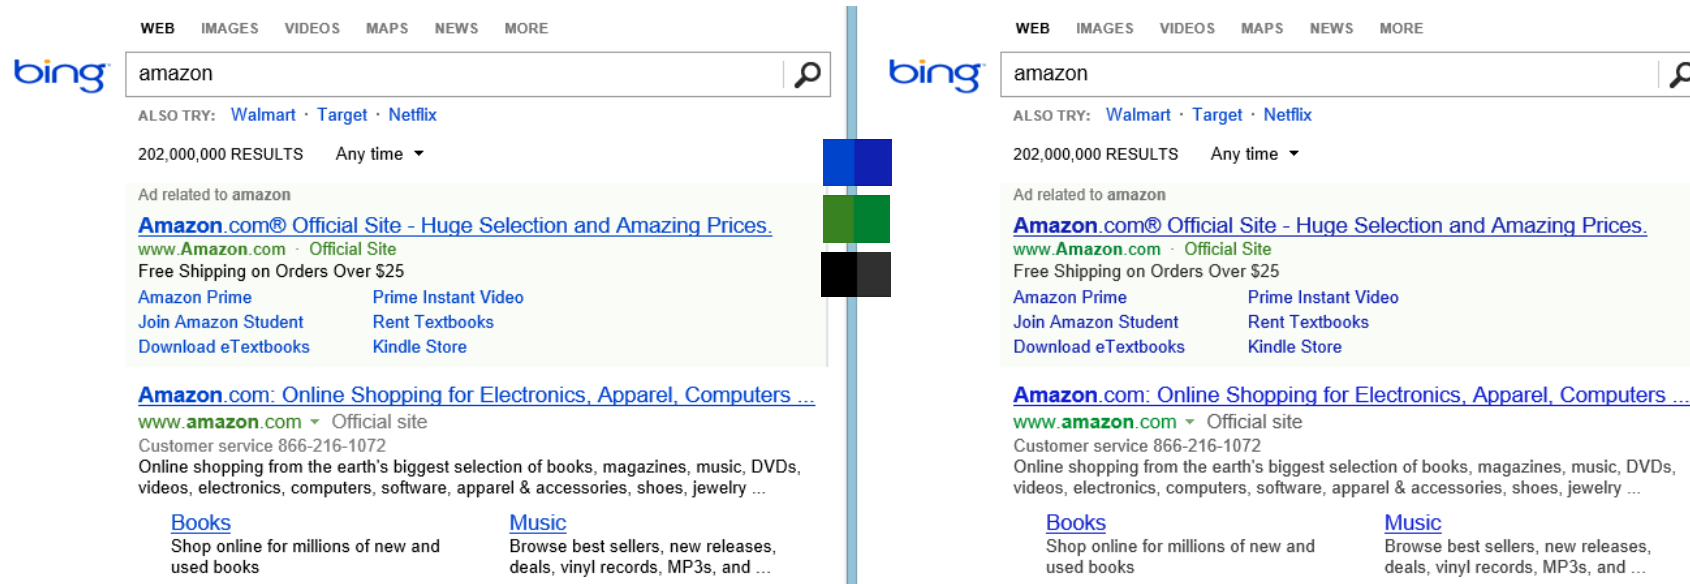 WEB IMAGES VIDEOS MAPS NEWS MORE
bing™ amazon
ALSO TRY: Walmart · Target · Netflix
202,000,000 RESULTS Any time
Ad related to amazon
Amazon.com® Official Site - Huge Selection and Amazing Prices.
www.Amazon.com · Official Site
Free Shipping on Orders Over $25
Amazon Prime Prime Instant Video
Join Amazon Student Rent Textbooks
Download eTextbooks Kindle Store
Amazon.com: Online Shopping for Electronics, Apparel, Computers ...
www.amazon.com Official site
Customer service 866-216-1072
Online shopping from the earth's biggest selection of books, magazines, music, DVDs,
videos, electronics, computers, software, apparel & accessories, shoes, jewelry ...
Books Music
Shop online for millions of new and Browse best sellers, new releases,
used books deals, vinyl records, MP3s, and ...
WEB IMAGES VIDEOS MAPS NEWS MORE
bing™ amazon
ALSO TRY: Walmart · Target · Netflix
202,000,000 RESULTS Any time
Ad related to amazon
Amazon.com® Official Site - Huge Selection and Amazing Prices.
www.Amazon.com · Official Site
Free Shipping on Orders Over $25
Amazon Prime Prime Instant Video
Join Amazon Student Rent Textbooks
Download eTextbooks Kindle Store
Amazon.com: Online Shopping for Electronics, Apparel, Computers ...
www.amazon.com Official site
Customer service 866-216-1072
Online shopping from the earth's biggest selection of books, magazines, music, DVDs,
videos, electronics, computers, software, apparel & accessories, shoes, jewelry ...
Books Music
Shop online for millions of new and Browse best sellers, new releases,
used books deals, vinyl records, MP3s, and ...